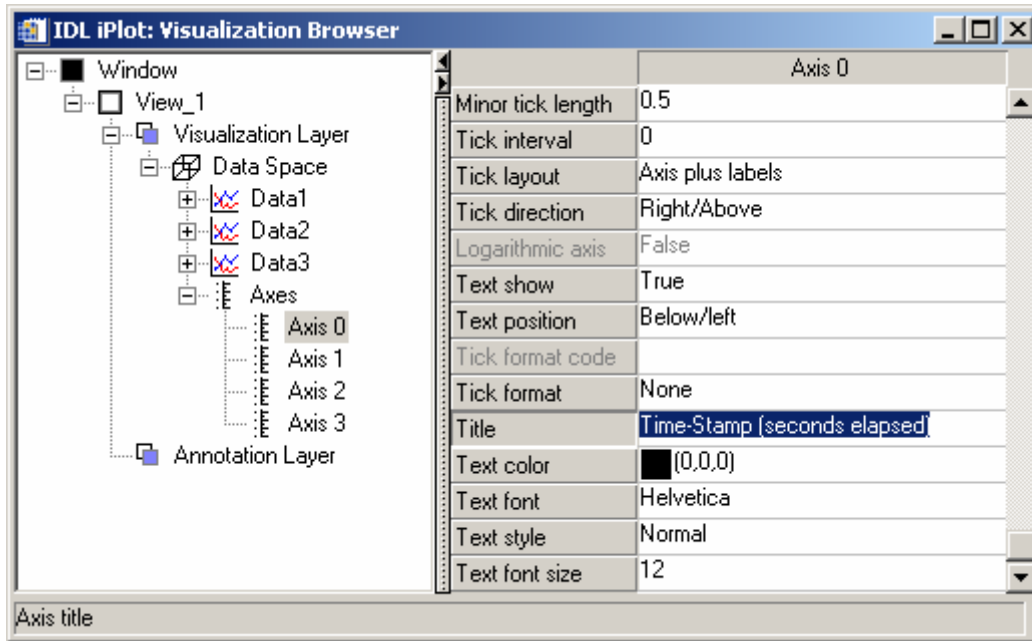 IDL iPlot: Visualization Browser
Window
View_1
Visualization Layer
Data Space
Data1
Data2
Data3
Axes
Axis 0
Axis 1
Axis 2
Axis 3
Annotation Layer
Axis 0
Minor tick length 0.5
Tick interval 0
Tick layout Axis plus labels
Tick direction Right/Above
Logarithmic axis False
Text show True
Text position Below/left
Tick format code
Tick format None
Title Time-Stamp (seconds elapsed)
Text color (0,0,0)
Text font Helvetica
Text style Normal
Text font size 12
Axis title